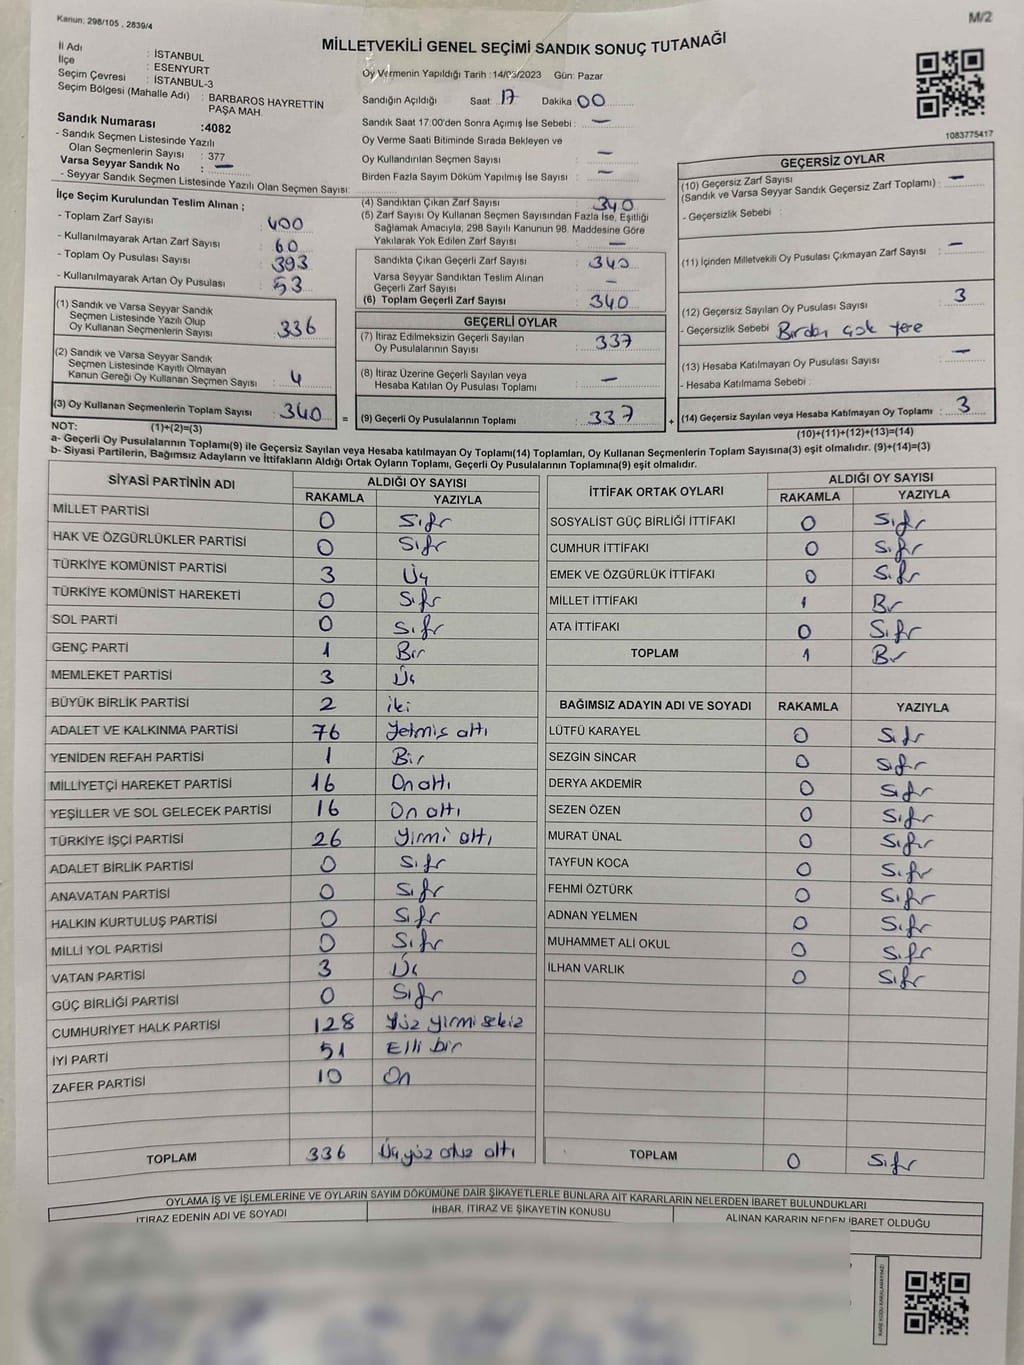 Kanun: 298/105 , 2839/4
M/2
MİLLETVEKİLİ GENEL SEÇİMİ SANDIK SONUÇ TUTANAĞI
İl Adı : İSTANBUL
İlçe : ESENYURT
Seçim Çevresi : İSTANBUL-3
Seçim Bölgesi (Mahalle Adı) : BARBAROS HAYRETTİN
PAŞA MAH.
Sandık Numarası :4082
- Sandık Seçmen Listesinde Yazılı
Olan Seçmenlerin Sayısı : 377
Varsa Seyyar Sandık No : —
- Seyyar Sandık Seçmen Listesinde Yazılı Olan Seçmen Sayısı:
Oy Vermenin Yapıldığı Tarih :14/05/2023 Gün: Pazar
Sandığın Açıldığı Saat 17 Dakika 00
Sandık Saat 17:00'den Sonra Açımış İse Sebebi : —
Oy Verme Saati Bitiminde Sırada Bekleyen ve
Oy Kullandırılan Seçmen Sayısı —
Birden Fazla Sayım Döküm Yapılmış İse Sayısı : —
1083775417
İlçe Seçim Kurulundan Teslim Alınan ;
- Toplam Zarf Sayısı : 400
- Kullanılmayarak Artan Zarf Sayısı : 60
- Toplam Oy Pusulası Sayısı : 393
- Kullanılmayarak Artan Oy Pusulası : 53
(1) Sandık ve Varsa Seyyar Sandık
Seçmen Listesinde Yazılı Olup
Oy Kullanan Seçmenlerin Sayısı : 336
(2) Sandık ve Varsa Seyyar Sandık
Seçmen Listesinde Kayıtlı Olmayan
Kanun Gereği Oy Kullanan Seçmen Sayısı : 4
(3) Oy Kullanan Seçmenlerin Toplam Sayısı : 340 =
(4) Sandıktan Çıkan Zarf Sayısı : 340
(5) Zarf Sayısı Oy Kullanan Seçmen Sayısından Fazla İse, Eşitliği
Sağlamak Amacıyla, 298 Sayılı Kanunun 98. Maddesine Göre
Yakılarak Yok Edilen Zarf Sayısı : —
Sandıkta Çıkan Geçerli Zarf Sayısı : 340
Varsa Seyyar Sandıktan Teslim Alınan
Geçerli Zarf Sayısı : —
(6) Toplam Geçerli Zarf Sayısı : 340
GEÇERLİ OYLAR
(7) İtiraz Edilmeksizin Geçerli Sayılan
Oy Pusulalarının Sayısı : 337
(8) İtiraz Üzerine Geçerli Sayılan veya
Hesaba Katılan Oy Pusulası Toplamı : —
(9) Geçerli Oy Pusulalarının Toplamı : 337 +
GEÇERSİZ OYLAR
(10) Geçersiz Zarf Sayısı
(Sandık ve Varsa Seyyar Sandık Geçersiz Zarf Toplamı) : —
- Geçersizlik Sebebi :
(11) İçinden Milletvekili Oy Pusulası Çıkmayan Zarf Sayısı : —
(12) Geçersiz Sayılan Oy Pusulası Sayısı : 3
- Geçersizlik Sebebi Birden çok yere
(13) Hesaba Katılmayan Oy Pusulası Sayısı : —
- Hesaba Katılmama Sebebi :
(14) Geçersiz Sayılan veya Hesaba Katılmayan Oy Toplamı : 3
NOT: (1)+(2)=(3)
(10)+(11)+(12)+(13)=(14)
a- Geçerli Oy Pusulalarının Toplamı(9) ile Geçersiz Sayılan veya Hesaba katılmayan Oy Toplamı(14) Toplamları, Oy Kullanan Seçmenlerin Toplam Sayısına(3) eşit olmalıdır. (9)+(14)=(3)
b- Siyasi Partilerin, Bağımsız Adayların ve İttifakların Aldığı Ortak Oyların Toplamı, Geçerli Oy Pusulalarının Toplamına(9) eşit olmalıdır.
SİYASİ PARTİNİN ADI ALDIĞI OY SAYISI
RAKAMLA YAZIYLA
MİLLET PARTİSİ 0 Sıfır
HAK VE ÖZGÜRLÜKLER PARTİSİ 0 Sıfır
TÜRKİYE KOMÜNİST PARTİSİ 3 Üç
TÜRKİYE KOMÜNİST HAREKETİ 0 Sıfır
SOL PARTİ 0 Sıfır
GENÇ PARTİ 1 Bir
MEMLEKET PARTİSİ 3 Üç
BÜYÜK BİRLİK PARTİSİ 2 iki
ADALET VE KALKINMA PARTİSİ 76 Yetmiş altı
YENİDEN REFAH PARTİSİ 1 Bir
MİLLİYETÇİ HAREKET PARTİSİ 16 On altı
YEŞİLLER VE SOL GELECEK PARTİSİ 16 On altı
TÜRKİYE İŞÇİ PARTİSİ 26 Yirmi altı
ADALET BİRLİK PARTİSİ 0 Sıfır
ANAVATAN PARTİSİ 0 Sıfır
HALKIN KURTULUŞ PARTİSİ 0 Sıfır
MİLLİ YOL PARTİSİ 0 Sıfır
VATAN PARTİSİ 3 Üç
GÜÇ BİRLİĞİ PARTİSİ 0 Sıfır
CUMHURİYET HALK PARTİSİ 128 Yüz yirmi sekiz
İYİ PARTİ 51 Elli bir
ZAFER PARTİSİ 10 On
TOPLAM 336 Üçyüz otuz altı
İTTİFAK ORTAK OYLARI ALDIĞI OY SAYISI
RAKAMLA YAZIYLA
SOSYALİST GÜÇ BİRLİĞİ İTTİFAKI 0 Sıfır
CUMHUR İTTİFAKI 0 Sıfır
EMEK VE ÖZGÜRLÜK İTTİFAKI 0 Sıfır
MİLLET İTTİFAKI 1 Bir
ATA İTTİFAKI 0 Sıfır
TOPLAM 1 Bir
BAĞIMSIZ ADAYIN ADI VE SOYADI RAKAMLA YAZIYLA
LÜTFÜ KARAYEL 0 Sıfır
SEZGİN SİNCAR 0 Sıfır
DERYA AKDEMİR 0 Sıfır
SEZEN ÖZEN 0 Sıfır
MURAT ÜNAL 0 Sıfır
TAYFUN KOCA 0 Sıfır
FEHMİ ÖZTÜRK 0 Sıfır
ADNAN YELMEN 0 Sıfır
MUHAMMET ALİ OKUL 0 Sıfır
İLHAN VARLIK 0 Sıfır
TOPLAM 0 Sıfır
OYLAMA İŞ VE İŞLEMLERİNE VE OYLARIN SAYIM DÖKÜMÜNE DAİR ŞİKAYETLERLE BUNLARA AİT KARARLARIN NELERDEN İBARET BULUNDUKLARI
İTİRAZ EDENİN ADI VE SOYADI
İHBAR, İTİRAZ VE ŞİKAYETİN KONUSU
ALINAN KARARIN NEDEN İBARET OLDUĞU